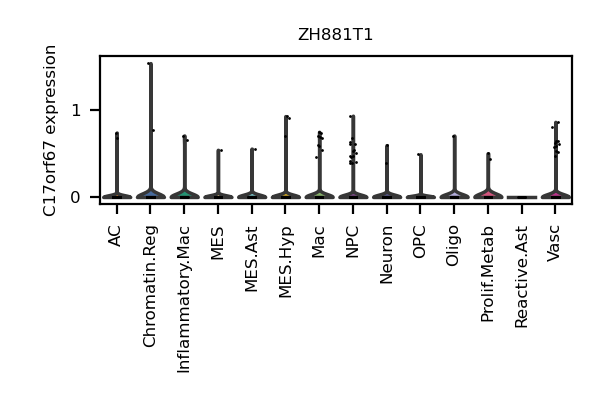 ZH881T1
C17orf67 expression
1
0
AC
Chromatin.Reg
Inflammatory.Mac
MES
MES.Ast
MES.Hyp
Mac
NPC
Neuron
OPC
Oligo
Prolif.Metab
Reactive.Ast
Vasc